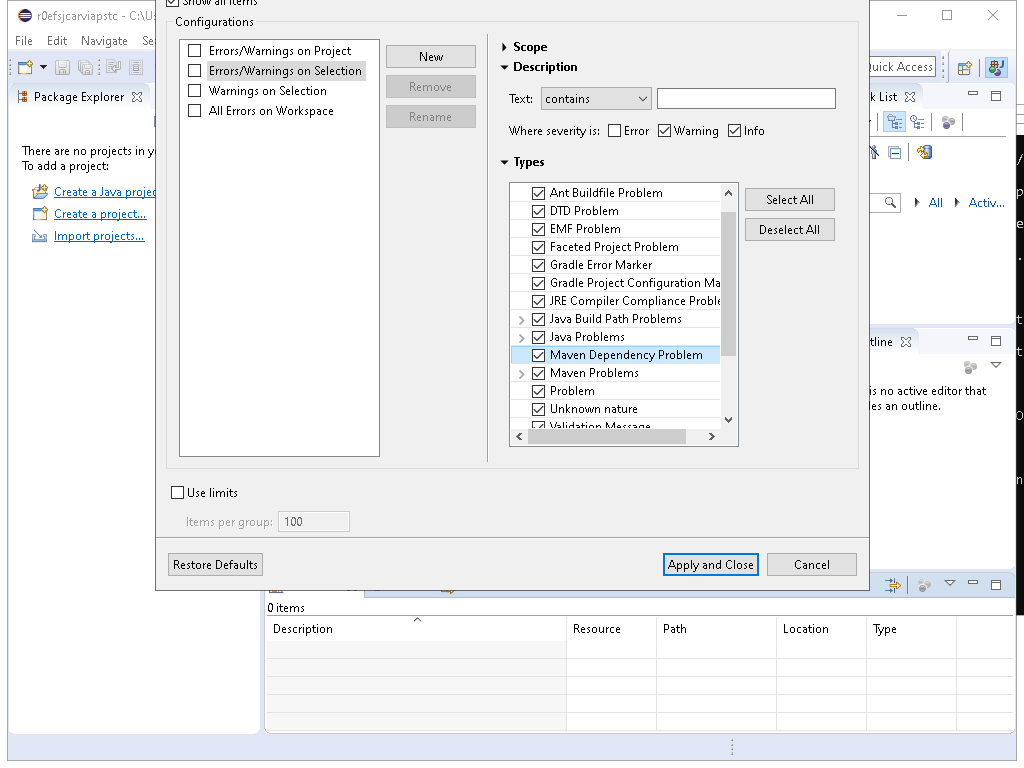 r0efsjcarviapstc - C:\Us
File Edit Navigate Se
Quick Access
Package Explorer
There are no projects in y
To add a project:
Create a Java projec
Create a project...
Import projects...
Show all items
Configurations
Errors/Warnings on Project
Errors/Warnings on Selection
Warnings on Selection
All Errors on Workspace
New
Remove
Rename
Scope
Description
Text: contains
Where severity is: Error Warning Info
Types
Ant Buildfile Problem
DTD Problem
EMF Problem
Faceted Project Problem
Gradle Error Marker
Gradle Project Configuration Ma
JRE Compiler Compliance Proble
Java Build Path Problems
Java Problems
Maven Dependency Problem
Maven Problems
Problem
Unknown nature
Validation Message
Select All
Deselect All
Use limits
Items per group: 100
Restore Defaults
Apply and Close
Cancel
k List
All Activ...
tline
is no active editor that
des an outline.
0 items
Description Resource Path Location Type